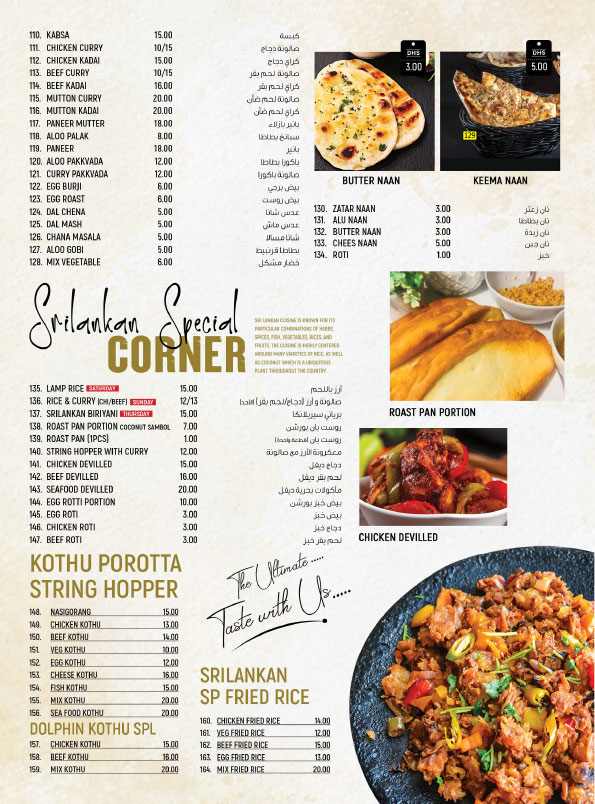 110. KABSA 15.00 كبسة
111. CHICKEN CURRY 10/15 صالونة دجاج
112. CHICKEN KADAI 15.00 كراي دجاج
113. BEEF CURRY 10/15 صالونة لحم بقر
114. BEEF KADAI 16.00 كراي لحم بقر
115. MUTTON CURRY 20.00 صالونة لحم ضأن
116. MUTTON KADAI 20.00 كراي لحم ضأن
117. PANEER MUTTER 18.00 بانير بازلاء
118. ALOO PALAK 8.00 سبانغ بطاطا
119. PANEER 18.00 بانير
120. ALOO PAKKVADA 12.00 باكورا بطاطا
121. CURRY PAKKVADA 12.00 صالونة باكورا
122. EGG BURJI 6.00 بيض برجي
123. EGG ROAST 6.00 بيض روست
124. DAL CHENA 5.00 عدس شانا
125. DAL MASH 5.00 عدس ماش
126. CHANA MASALA 5.00 شانا مسالا
127. ALOO GOBI 5.00 بطاطا قرنبيط
128. MIX VEGETABLE 6.00 خضار مشكل
DHS
3.00
BUTTER NAAN
DHS
5.00
129
KEEMA NAAN
130. ZATAR NAAN 3.00 نان زعتر
131. ALU NAAN 3.00 نان بطاطا
132. BUTTER NAAN 3.00 نان زبدة
133. CHEES NAAN 5.00 نان جبن
134. ROTI 1.00 خبز
Srilankan Special
CORNER
SRI LANKAN CUISINE IS KNOWN FOR ITS
PARTICULAR COMBINATIONS OF HERBS,
SPICES, FISH, VEGETABLES, RICES, AND
FRUITS. THE CUISINE IS HIGHLY CENTERED
AROUND MANY VARIETIES OF RICE, AS WELL
AS COCONUT WHICH IS A UBIQUITOUS
PLANT THROUGHOUT THE COUNTRY.
135. LAMP RICE SATURDAY 15.00 أرز باللحم
136. RICE & CURRY (CHI/BEEF) SUNDAY 12/13 صالونة و أرز (دجاج/لحم بقر)
137. SRILANKAN BIRIYANI THURSDAY 15.00 برياني سيريلانكا
138. ROAST PAN PORTION COCONUT SAMBOL 7.00 روست بان بورشن
139. ROAST PAN (1PCS) 1.00 روست بان (قطعة واحدة)
140. STRING HOPPER WITH CURRY 12.00 معكرونة الأرز مع صالونة
141. CHICKEN DEVILLED 15.00 دجاج ديفل
142. BEEF DEVILLED 16.00 لحم بقر ديفل
143. SEAFOOD DEVILLED 20.00 مأكولات بحرية ديفل
144. EGG ROTTI PORTION 10.00 بيض خبز بورشن
145. EGG ROTI 3.00 بيض خبز
146. CHICKEN ROTI 3.00 دجاج خبز
147. BEEF ROTI 3.00 لحم بقر خبز
ROAST PAN PORTION
CHICKEN DEVILLED
KOTHU POROTTA
STRING HOPPER
148. NASIGORANG 15.00
149. CHICKEN KOTHU 13.00
150. BEEF KOTHU 14.00
151. VEG KOTHU 10.00
152. EGG KOTHU 12.00
153. CHEESE KOTHU 16.00
154. FISH KOTHU 15.00
155. MIX KOTHU 20.00
156. SEA FOOD KOTHU 20.00
DOLPHIN KOTHU SPL
157. CHICKEN KOTHU 15.00
158. BEEF KOTHU 16.00
159. MIX KOTHU 20.00
The Ultimate .....
Taste with Us.....
SRILANKAN
SP FRIED RICE
160. CHICKEN FRIED RICE 14.00
161. VEG FRIED RICE 12.00
162. BEEF FRIED RICE 15.00
163. EGG FRIED RICE 13.00
164. MIX FRIED RICE 20.00